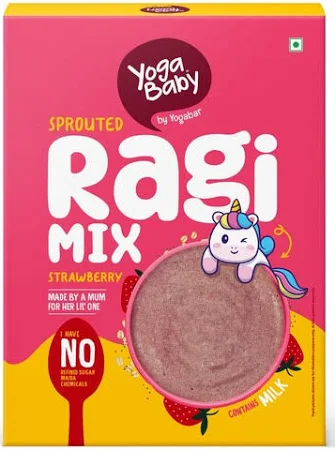 Yoga
Baby
by Yogabar
SPROUTED
Ragi
MIX
STRAWBERRY
MADE BY A MUM
FOR HER LIL' ONE
I HAVE
NO
REFINED SUGAR
MAIDA
CHEMICALS
CONTAINS MILK